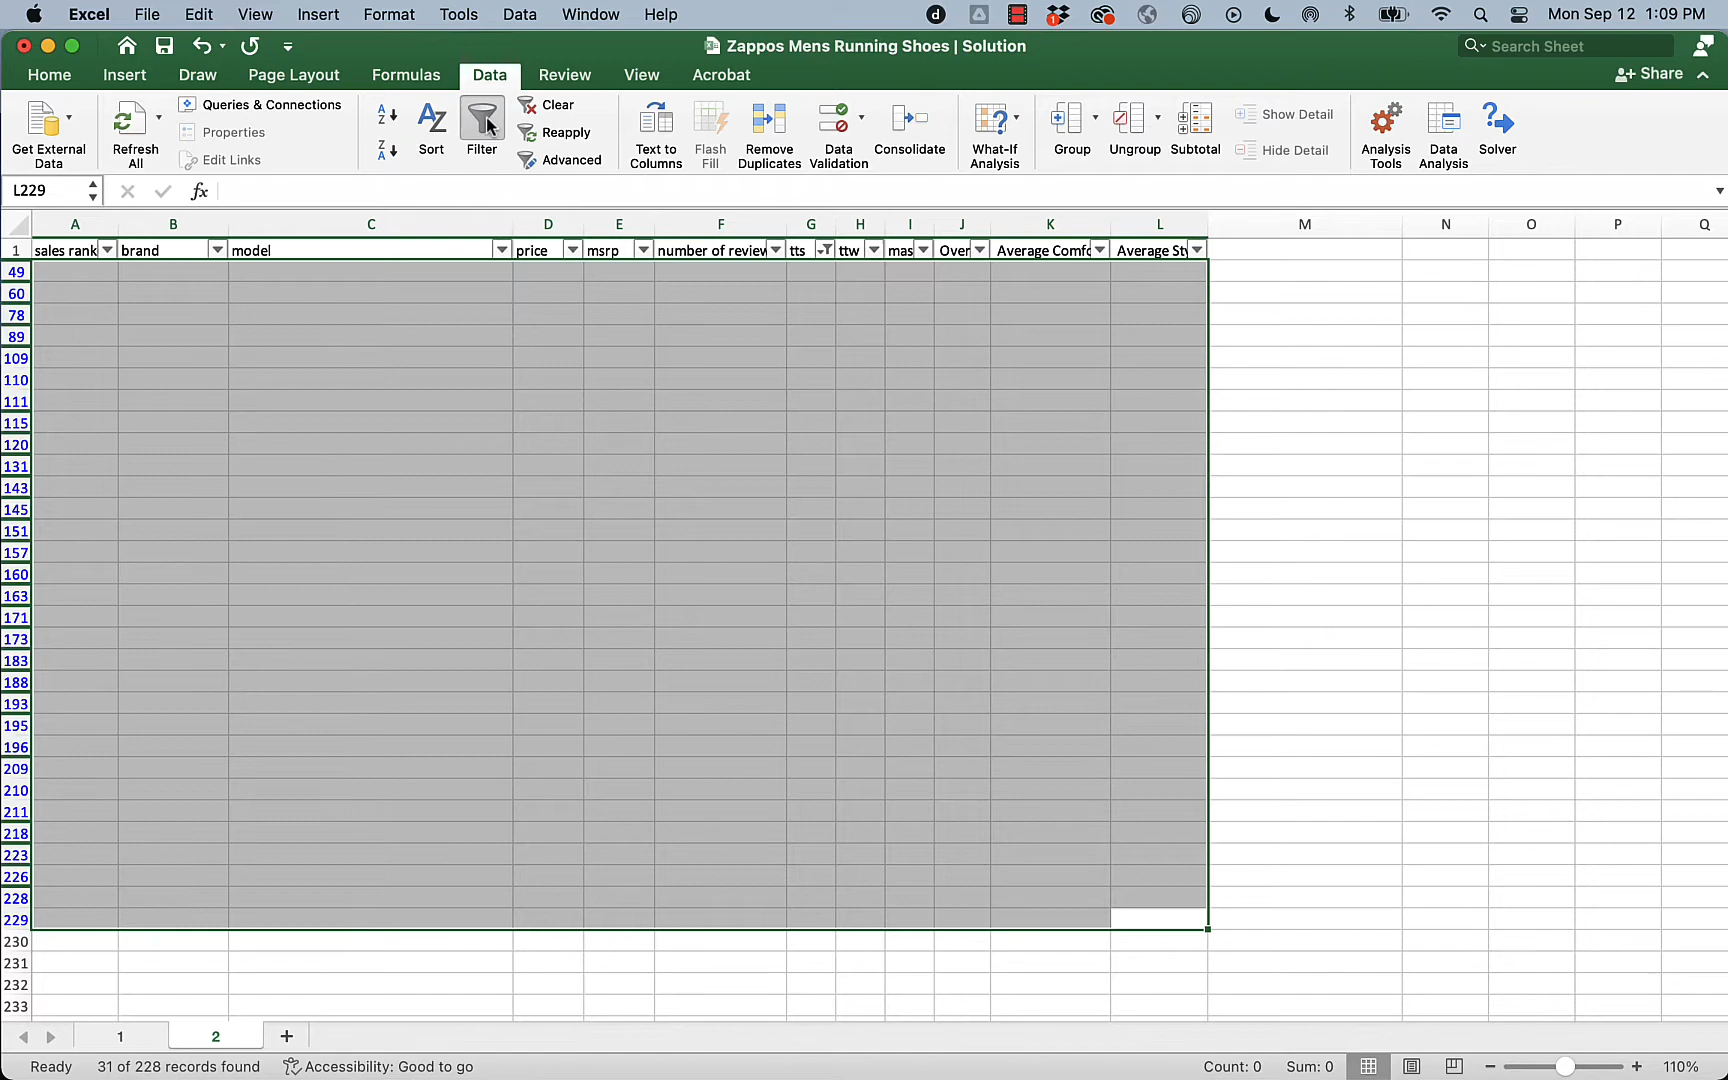 Excel File Edit View Insert Format Tools Data Window Help Mon Sep 12 1:09 PM
Zappos Mens Running Shoes | Solution Search Sheet
Home Insert Draw Page Layout Formulas Data Review View Acrobat Share
Get External Data
Refresh All
Queries & Connections
Properties
Edit Links
Sort
Filter
Clear
Reapply
Advanced
Text to Columns
Flash Fill
Remove Duplicates
Data Validation
Consolidate
What-If Analysis
Group
Ungroup
Subtotal
Show Detail
Hide Detail
Analysis Tools
Data Analysis
Solver
L229 fx
A B C D E F G H I J K L M N O P Q
1 sales rank brand model price msrp number of review tts ttw mas Over Average Comfo Average Sty
49
60
78
89
109
110
111
115
120
131
143
145
151
157
160
163
171
173
183
188
193
195
196
209
210
211
218
223
226
228
229
230
231
232
233
1 2 +
Ready 31 of 228 records found Accessibility: Good to go Count: 0 Sum: 0 110%